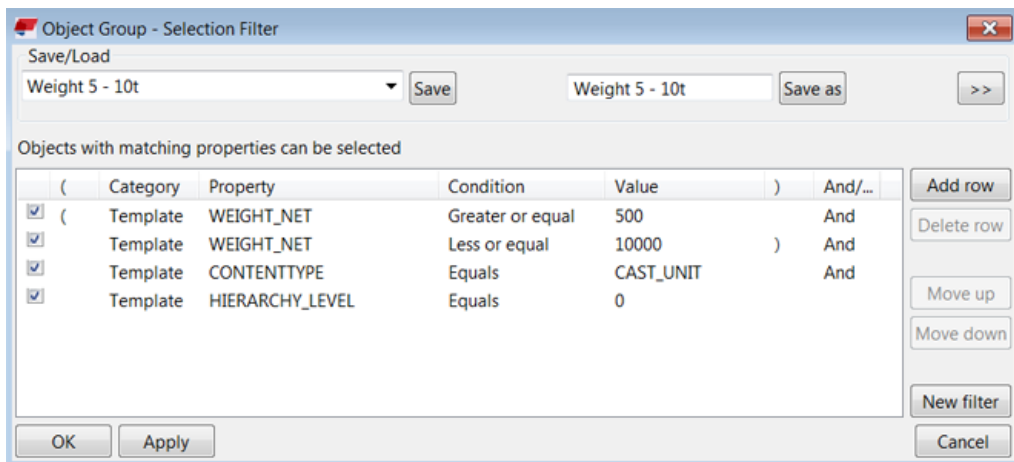 Object Group - Selection Filter
Save/Load
Weight 5 - 10t Save Weight 5 - 10t Save as >>
Objects with matching properties can be selected
( Category Property Condition Value ) And/... Add row
( Template WEIGHT_NET Greater or equal 500 And
Delete row
Template WEIGHT_NET Less or equal 10000 ) And
Template CONTENTTYPE Equals CAST_UNIT And
Template HIERARCHY_LEVEL Equals 0
Move up
Move down
New filter
OK Apply Cancel